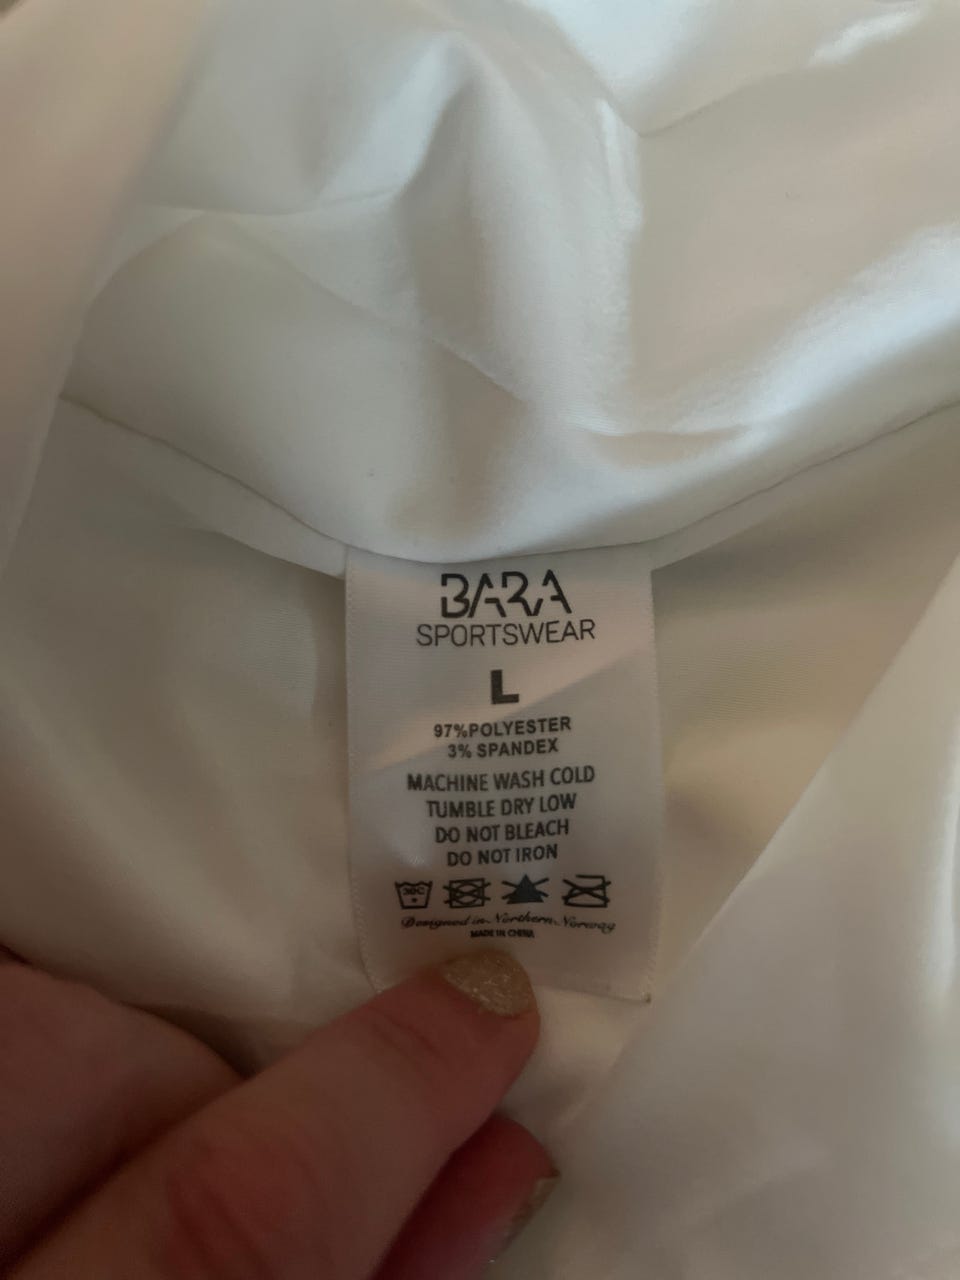 BARA
SPORTSWEAR
L
97%POLYESTER
3% SPANDEX
MACHINE WASH COLD
TUMBLE DRY LOW
DO NOT BLEACH
DO NOT IRON
30C
Designed in Northern Norway
MADE IN CHINA